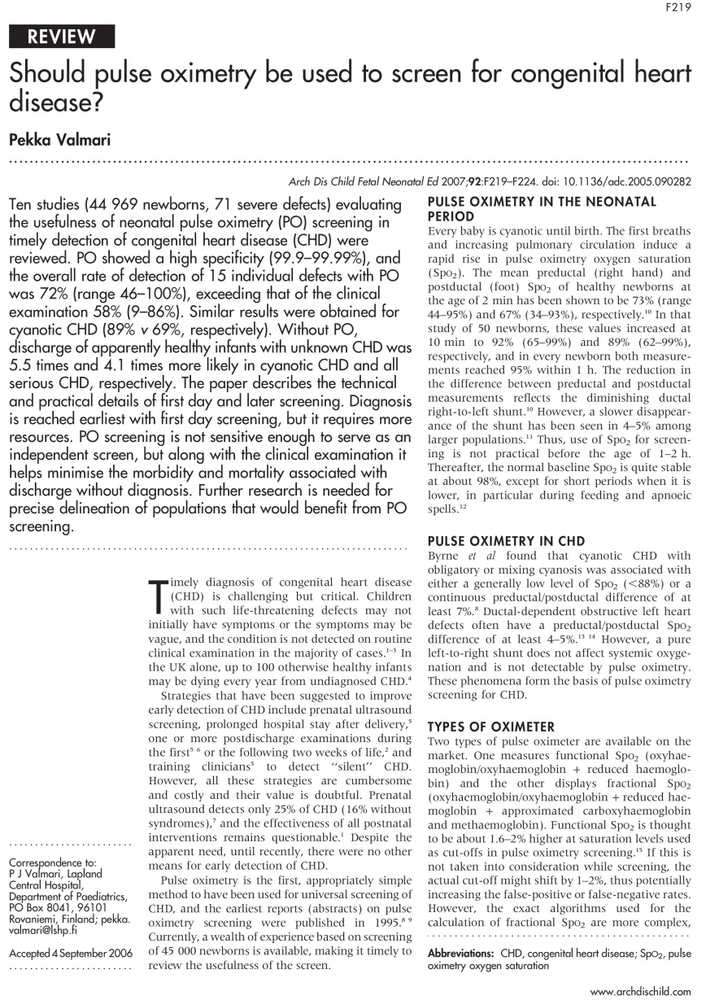 F219
REVIEW
Should pulse oximetry be used to screen for congenital heart
disease?
Pekka Valmari
Arch Dis Child Fetal Neonatal Ed 2007;92:F219–F224. doi: 10.1136/adc.2005.090282
Ten studies (44 969 newborns, 71 severe defects) evaluating
the usefulness of neonatal pulse oximetry (PO) screening in
timely detection of congenital heart disease (CHD) were
reviewed. PO showed a high specificity (99.9–99.99%), and
the overall rate of detection of 15 individual defects with PO
was 72% (range 46–100%), exceeding that of the clinical
examination 58% (9–86%). Similar results were obtained for
cyanotic CHD (89% v 69%, respectively). Without PO,
discharge of apparently healthy infants with unknown CHD was
5.5 times and 4.1 times more likely in cyanotic CHD and all
serious CHD, respectively. The paper describes the technical
and practical details of first day and later screening. Diagnosis
is reached earliest with first day screening, but it requires more
resources. PO screening is not sensitive enough to serve as an
independent screen, but along with the clinical examination it
helps minimise the morbidity and mortality associated with
discharge without diagnosis. Further research is needed for
precise delineation of populations that would benefit from PO
screening.
Timely diagnosis of congenital heart disease
(CHD) is challenging but critical. Children
with such life-threatening defects may not
initially have symptoms or the symptoms may be
vague, and the condition is not detected on routine
clinical examination in the majority of cases.1–3 In
the UK alone, up to 100 otherwise healthy infants
may be dying every year from undiagnosed CHD.4
Strategies that have been suggested to improve
early detection of CHD include prenatal ultrasound
screening, prolonged hospital stay after delivery,5
one or more postdischarge examinations during
the first5 6 or the following two weeks of life,2 and
training clinicians5 to detect ‘‘silent’’ CHD.
However, all these strategies are cumbersome
and costly and their value is doubtful. Prenatal
ultrasound detects only 25% of CHD (16% without
syndromes),7 and the effectiveness of all postnatal
interventions remains questionable.1 Despite the
apparent need, until recently, there were no other
means for early detection of CHD.
Pulse oximetry is the first, appropriately simple
method to have been used for universal screening of
CHD, and the earliest reports (abstracts) on pulse
oximetry screening were published in 1995.8 9
Currently, a wealth of experience based on screening
of 45 000 newborns is available, making it timely to
review the usefulness of the screen.
Correspondence to:
P J Valmari, Lapland
Central Hospital,
Department of Paediatrics,
PO Box 8041, 96101
Rovaniemi, Finland; pekka.
valmari@lshp.fi
Accepted 4 September 2006
PULSE OXIMETRY IN THE NEONATAL
PERIOD
Every baby is cyanotic until birth. The first breaths
and increasing pulmonary circulation induce a
rapid rise in pulse oximetry oxygen saturation
(SpO2). The mean preductal (right hand) and
postductal (foot) SpO2 of healthy newborns at
the age of 2 min has been shown to be 73% (range
44–95%) and 67% (34–93%), respectively.10 In that
study of 50 newborns, these values increased at
10 min to 92% (65–99%) and 89% (62–99%),
respectively, and in every newborn both measure-
ments reached 95% within 1 h. The reduction in
the difference between preductal and postductal
measurements reflects the diminishing ductal
right-to-left shunt.10 However, a slower disappear-
ance of the shunt has been seen in 4–5% among
larger populations.11 Thus, use of SpO2 for screen-
ing is not practical before the age of 1–2 h.
Thereafter, the normal baseline SpO2 is quite stable
at about 98%, except for short periods when it is
lower, in particular during feeding and apnoeic
spells.12
PULSE OXIMETRY IN CHD
Byrne et al found that cyanotic CHD with
obligatory or mixing cyanosis was associated with
either a generally low level of SpO2 (<88%) or a
continuous preductal/postductal difference of at
least 7%.8 Ductal-dependent obstructive left heart
defects often have a preductal/postductal SpO2
difference of at least 4–5%.13 14 However, a pure
left-to-right shunt does not affect systemic oxyge-
nation and is not detectable by pulse oximetry.
These phenomena form the basis of pulse oximetry
screening for CHD.
TYPES OF OXIMETER
Two types of pulse oximeter are available on the
market. One measures functional SpO2 (oxyhae-
moglobin/oxyhaemoglobin + reduced haemoglo-
bin) and the other displays fractional SpO2
(oxyhaemoglobin/oxyhaemoglobin + reduced hae-
moglobin + approximated carboxyhaemoglobin
and methaemoglobin). Functional SpO2 is thought
to be about 1.6–2% higher at saturation levels used
as cut-offs in pulse oximetry screening.15 If this is
not taken into consideration while screening, the
actual cut-off might shift by 1–2%, thus potentially
increasing the false-positive or false-negative rates.
However, the exact algorithms used for the
calculation of fractional SpO2 are more complex,
Abbreviations: CHD, congenital heart disease; SpO2, pulse
oximetry oxygen saturation
www.archdischild.com